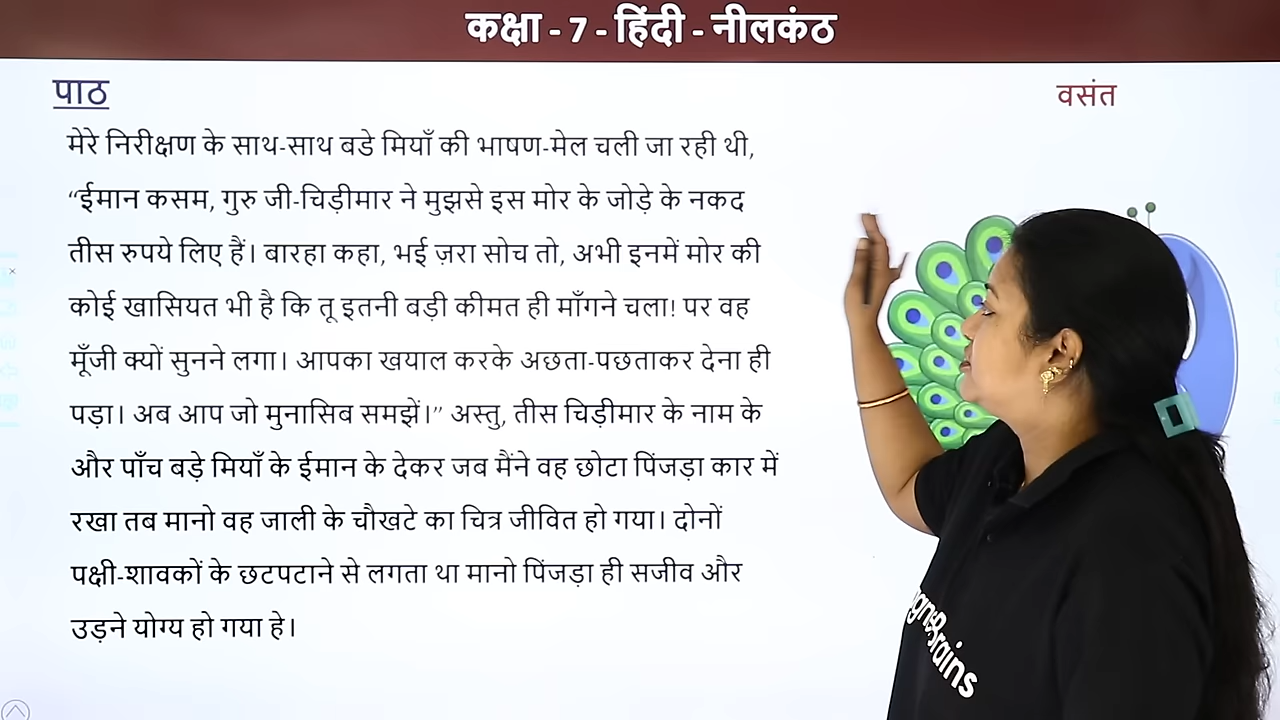 कक्षा - 7 - हिंदी - नीलकंठ
पाठ
वसंत
मेरे निरीक्षण के साथ-साथ बडे मियाँ की भाषण-मेल चली जा रही थी,
“ईमान कसम, गुरु जी-चिड़ीमार ने मुझसे इस मोर के जोड़े के नकद
तीस रुपये लिए हैं। बारहा कहा, भई ज़रा सोच तो, अभी इनमें मोर की
कोई खासियत भी है कि तू इतनी बड़ी कीमत ही माँगने चला! पर वह
मूँजी क्यों सुनने लगा। आपका खयाल करके अछता-पछताकर देना ही
पड़ा। अब आप जो मुनासिब समझें।” अस्तु, तीस चिड़ीमार के नाम के
और पाँच बड़े मियाँ के ईमान के देकर जब मैंने वह छोटा पिंजड़ा कार में
रखा तब मानो वह जाली के चौखटे का चित्र जीवित हो गया। दोनों
पक्षी-शावकों के छटपटाने से लगता था मानो पिंजड़ा ही सजीव और
उड़ने योग्य हो गया हे।
Brains